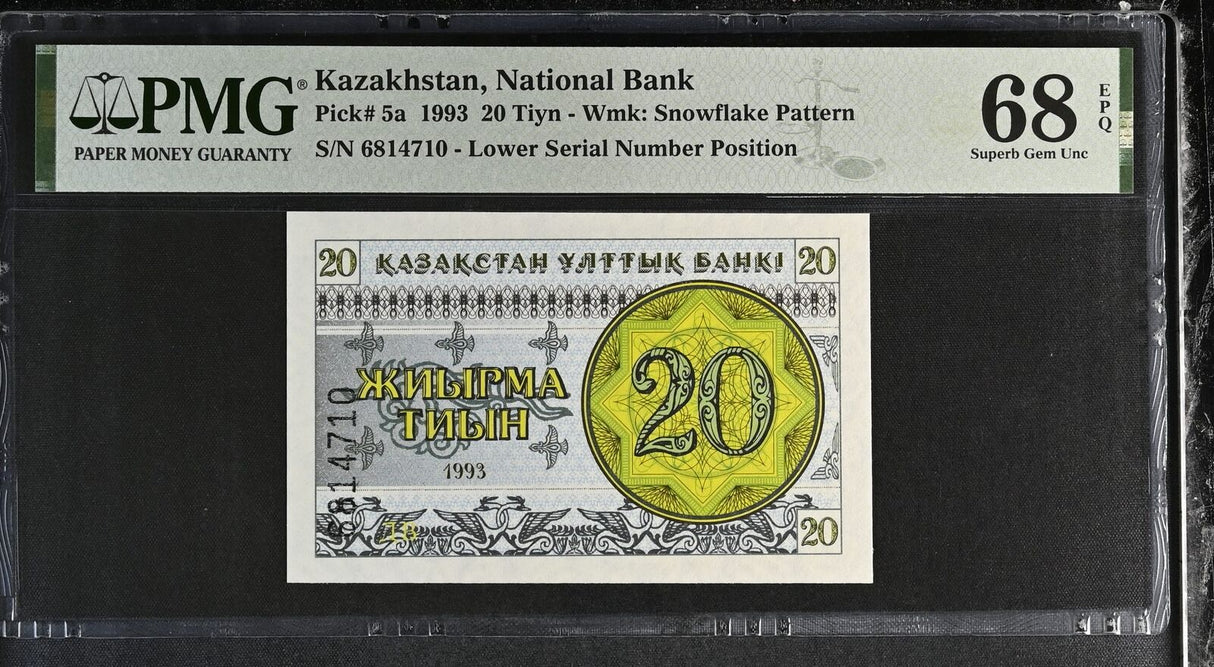 PMG®
PAPER MONEY GUARANTY
Kazakhstan, National Bank
Pick# 5a 1993 20 Tiyn - Wmk: Snowflake Pattern
S/N 6814710 - Lower Serial Number Position
68
EPQ
Superb Gem Unc
20 ҚАЗАҚСТАН ҰЛТТЫҚ БАНКІ 20
ЖИЫРМА
ТИЫН
20
1993
6814710
ДБ
20